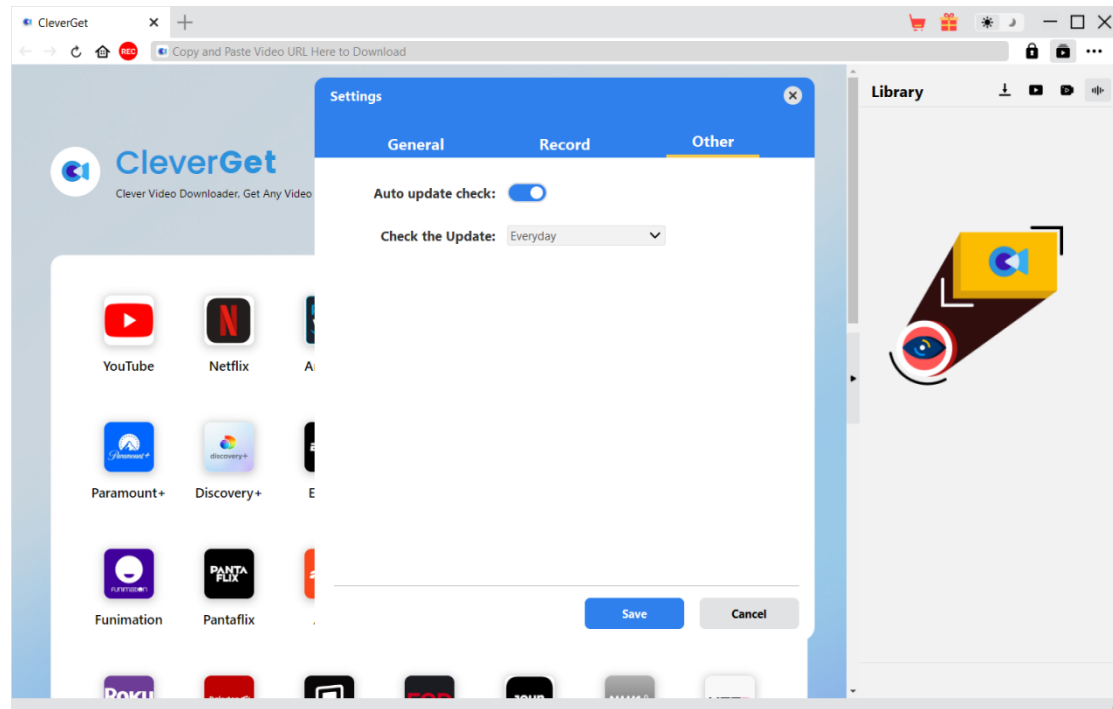 CleverGet
REC
Copy and Paste Video URL Here to Download
Settings
General
Record
Other
Library
CleverGet
Clever Video Downloader. Get Any Video
Auto update check:
Check the Update:
Everyday
YouTube
Netflix
Paramount+
discovery+
Paramount+
Discovery+
E
FUNIMATION
PANTA
FLIX
Funimation
Pantaflix
Save
Cancel
ROKU